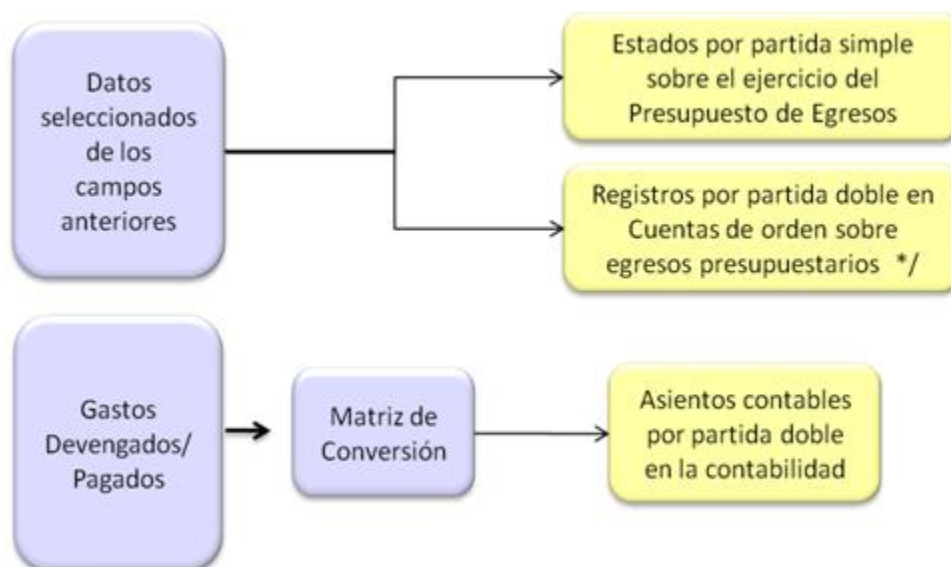 Datos
seleccionados
de los
campos
anteriores
Estados por partida simple
sobre el ejercicio del
Presupuesto de Egresos
Registros por partida doble en
Cuentas de orden sobre
egresos presupuestarios */
Gastos
Devengados/
Pagados
Matriz de
Conversión
Asientos contables
por partida doble
en la contabilidad